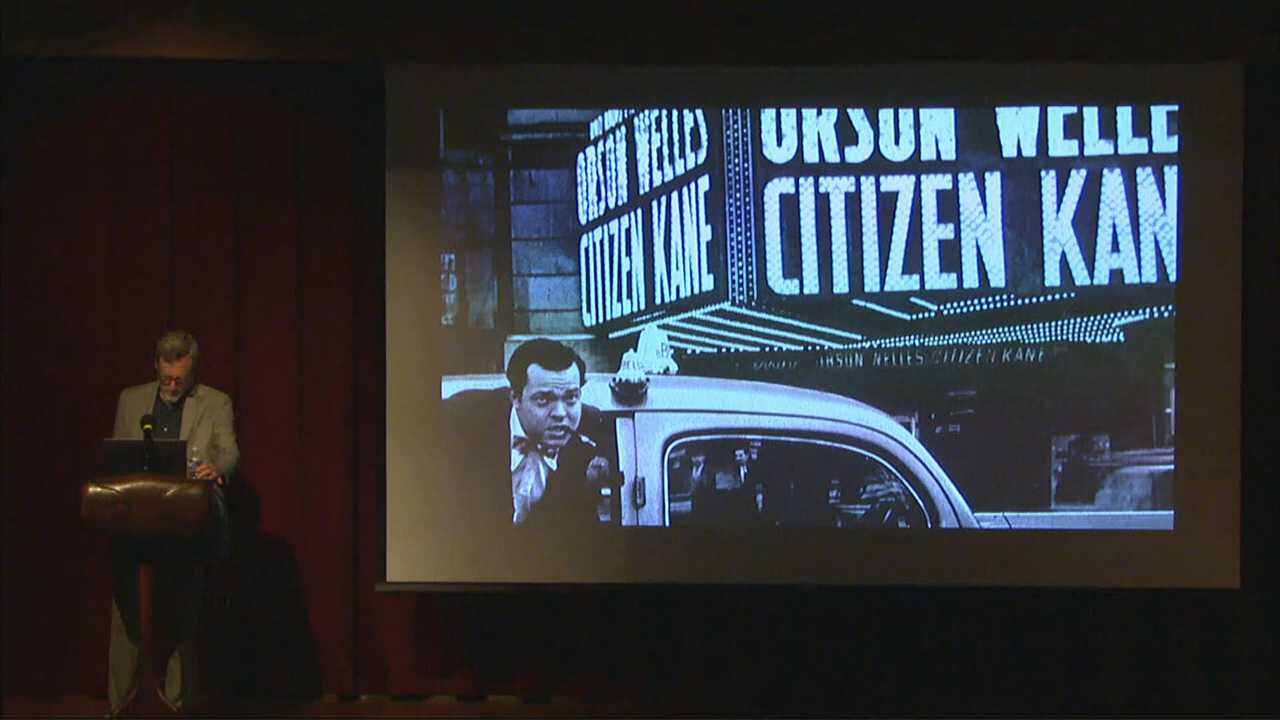 ORSON WELLES
CITIZEN KANE
ORSON WELLE
CITIZEN KAN
ORSON WELLES CITIZEN KANE